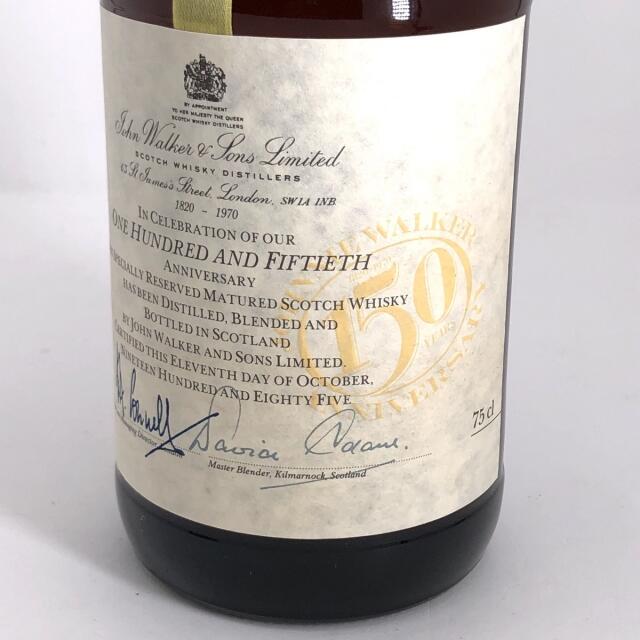 BY APPOINTMENT
TO HER MAJESTY THE QUEEN
SCOTCH WHISKY DISTILLERS
John Walker & Sons Limited
SCOTCH WHISKY DISTILLERS
63 St James's Street, London, SW1A 1NB
1820 - 1970
IN CELEBRATION OF OUR
ONE HUNDRED AND FIFTIETH
ANNIVERSARY
SPECIALLY RESERVED MATURED SCOTCH WHISKY
HAS BEEN DISTILLED, BLENDED AND
BOTTLED IN SCOTLAND
BY JOHN WALKER AND SONS LIMITED.
CERTIFIED THIS ELEVENTH DAY OF OCTOBER,
NINETEEN HUNDRED AND EIGHTY FIVE
Director
Master Blender, Kilmarnock, Scotland
WALKER
150
YEARS
ANNIVERSARY
75 cl